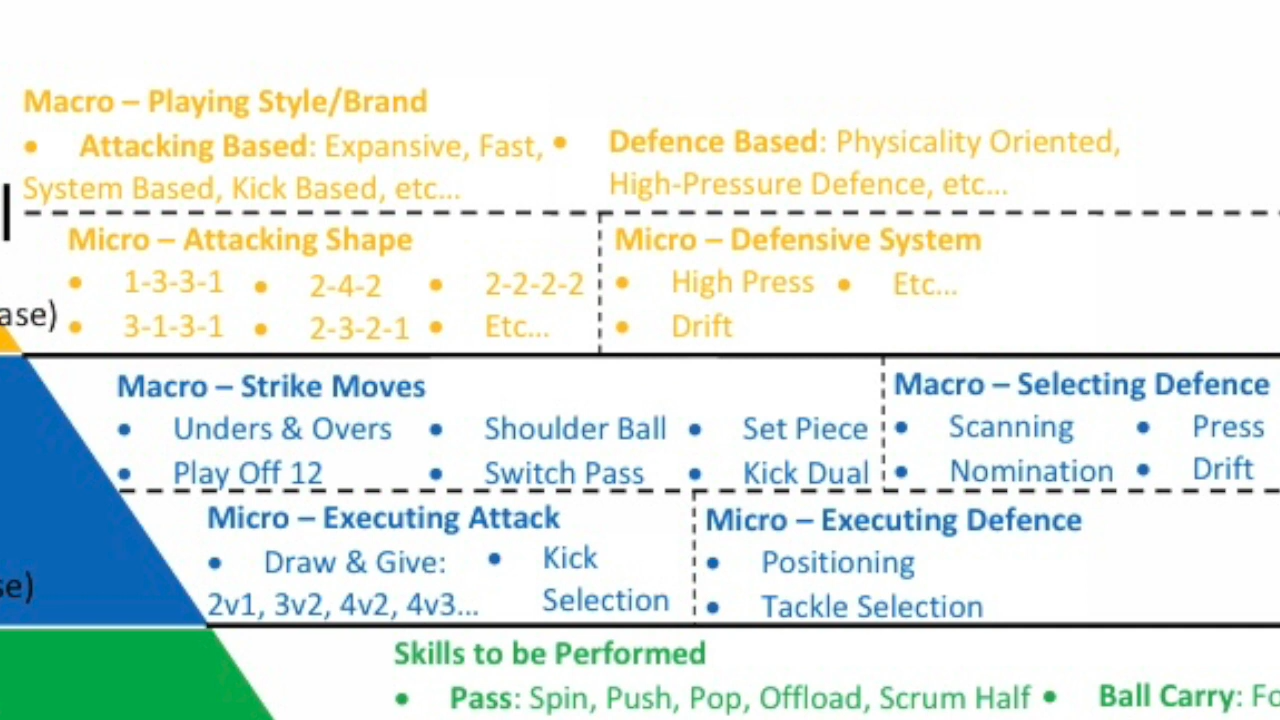 Macro – Playing Style/Brand
• Attacking Based: Expansive, Fast,
System Based, Kick Based, etc...
• Defence Based: Physicality Oriented,
High-Pressure Defence, etc...
Micro – Attacking Shape
• 1-3-3-1 • 2-4-2 • 2-2-2-2
• 3-1-3-1 • 2-3-2-1 • Etc...
Micro – Defensive System
• High Press • Etc...
• Drift
ase)
Macro – Strike Moves
• Unders & Overs • Shoulder Ball • Set Piece
• Play Off 12 • Switch Pass • Kick Dual
Macro – Selecting Defence
• Scanning • Press
• Nomination • Drift
Micro – Executing Attack
• Draw & Give:
2v1, 3v2, 4v2, 4v3...
• Kick
Selection
Micro – Executing Defence
• Positioning
• Tackle Selection
se)
Skills to be Performed
• Pass: Spin, Push, Pop, Offload, Scrum Half • Ball Carry: Fo